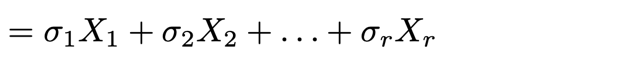 = σ₁X₁ + σ₂X₂ + … + σᵣXᵣ